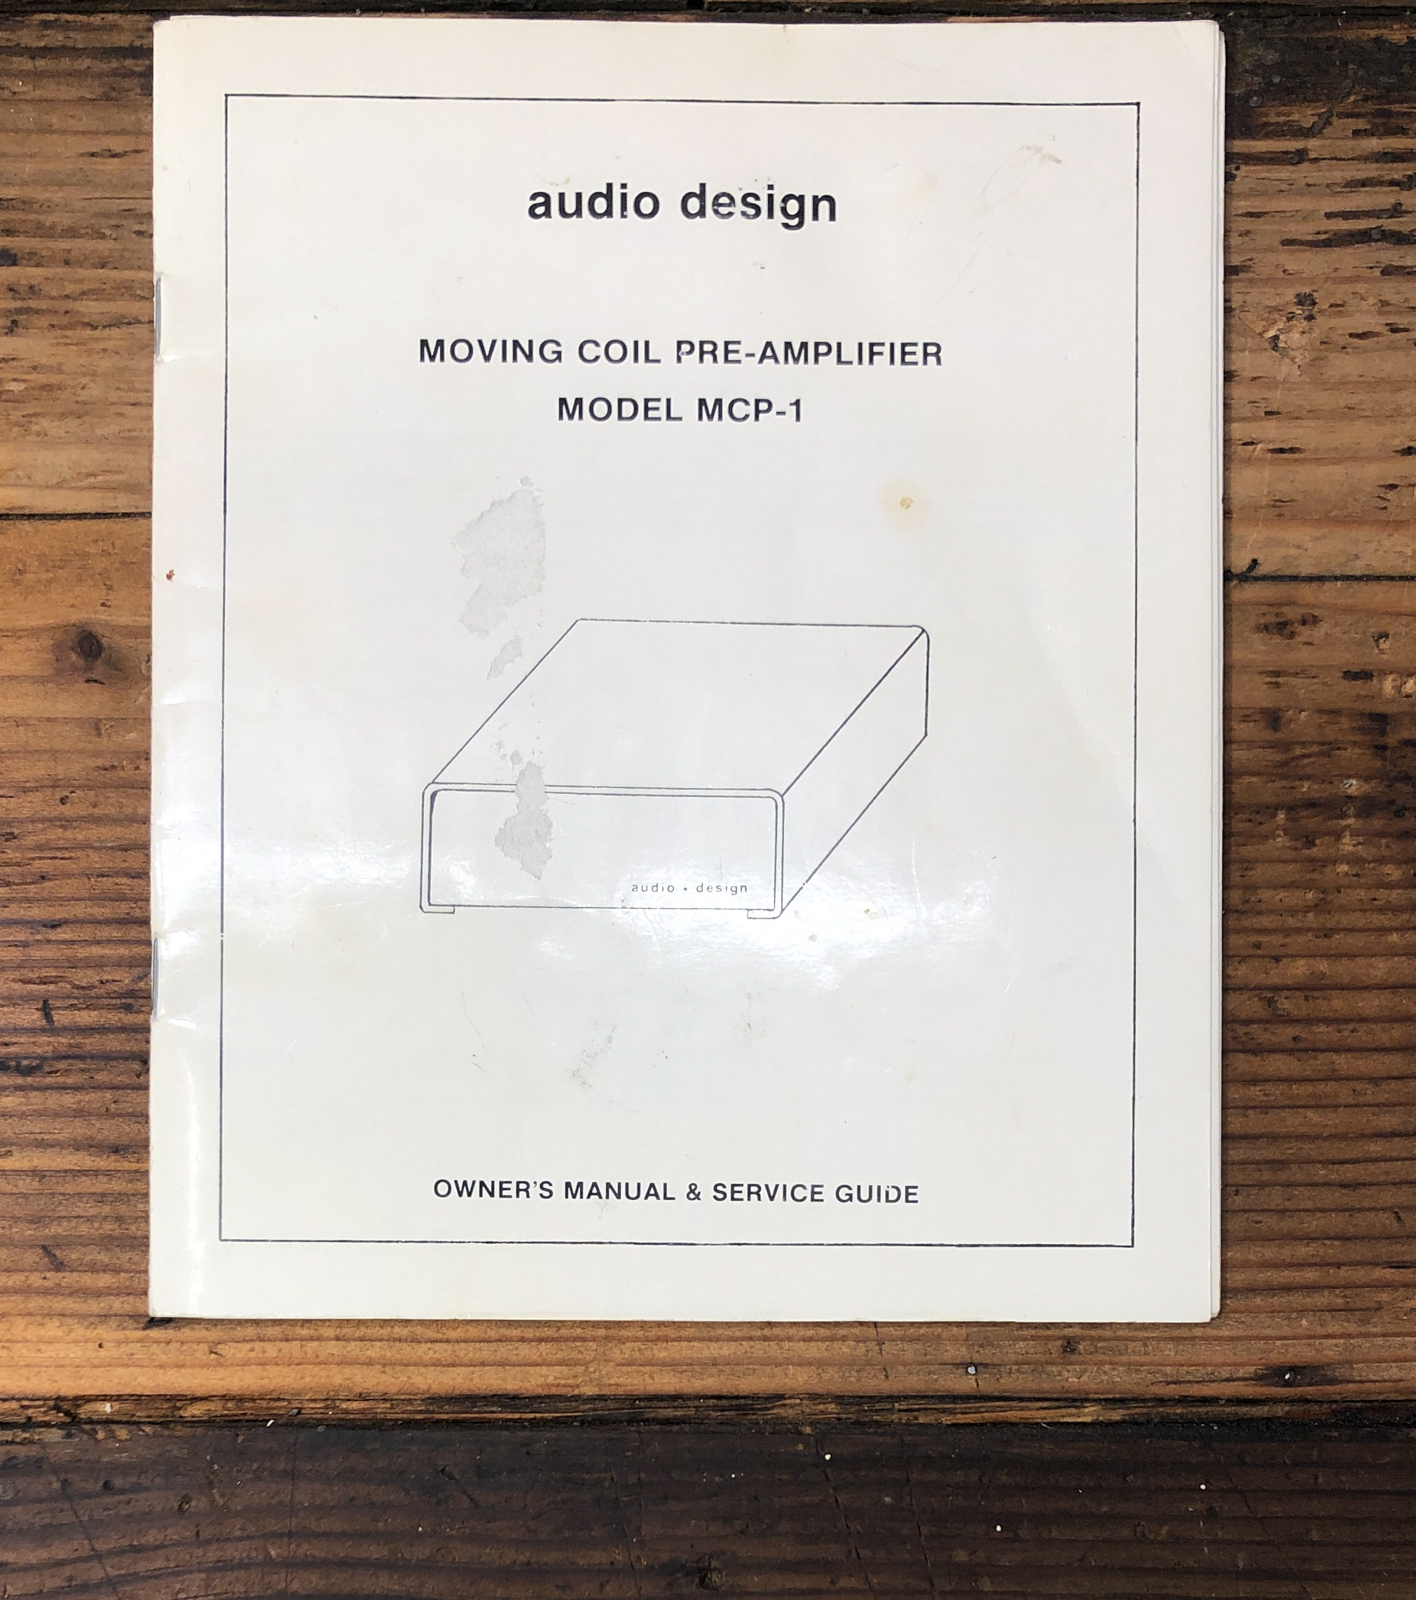 audio design
MOVING COIL PRE-AMPLIFIER
MODEL MCP-1
audio • design
OWNER'S MANUAL & SERVICE GUIDE